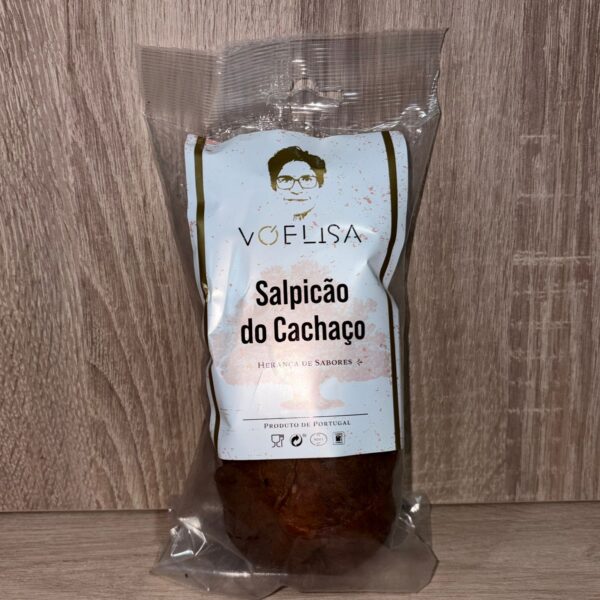 VOELISA
Salpicão
do Cachaço
HERANÇA DE SABORES
PRODUTO DE PORTUGAL